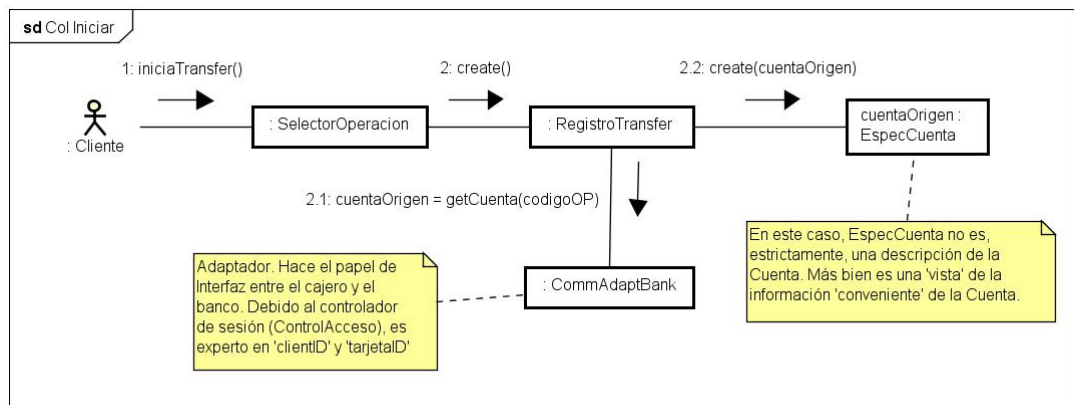 sd Col Iniciar
1: iniciaTransfer()
2: create()
2.2: create(cuentaOrigen)
: Cliente
: SelectorOperacion
: RegistroTransfer
cuentaOrigen :
EspecCuenta
2.1: cuentaOrigen = getCuenta(codigoOP)
: CommAdaptBank
Adaptador. Hace el papel de
Interfaz entre el cajero y el
banco. Debido al controlador
de sesión (ControlAcceso), es
experto en 'clientID' y 'tarjetaID'
En este caso, EspecCuenta no es,
estrictamente, una descripción de la
Cuenta. Más bien es una 'vista' de la
información 'conveniente' de la Cuenta.